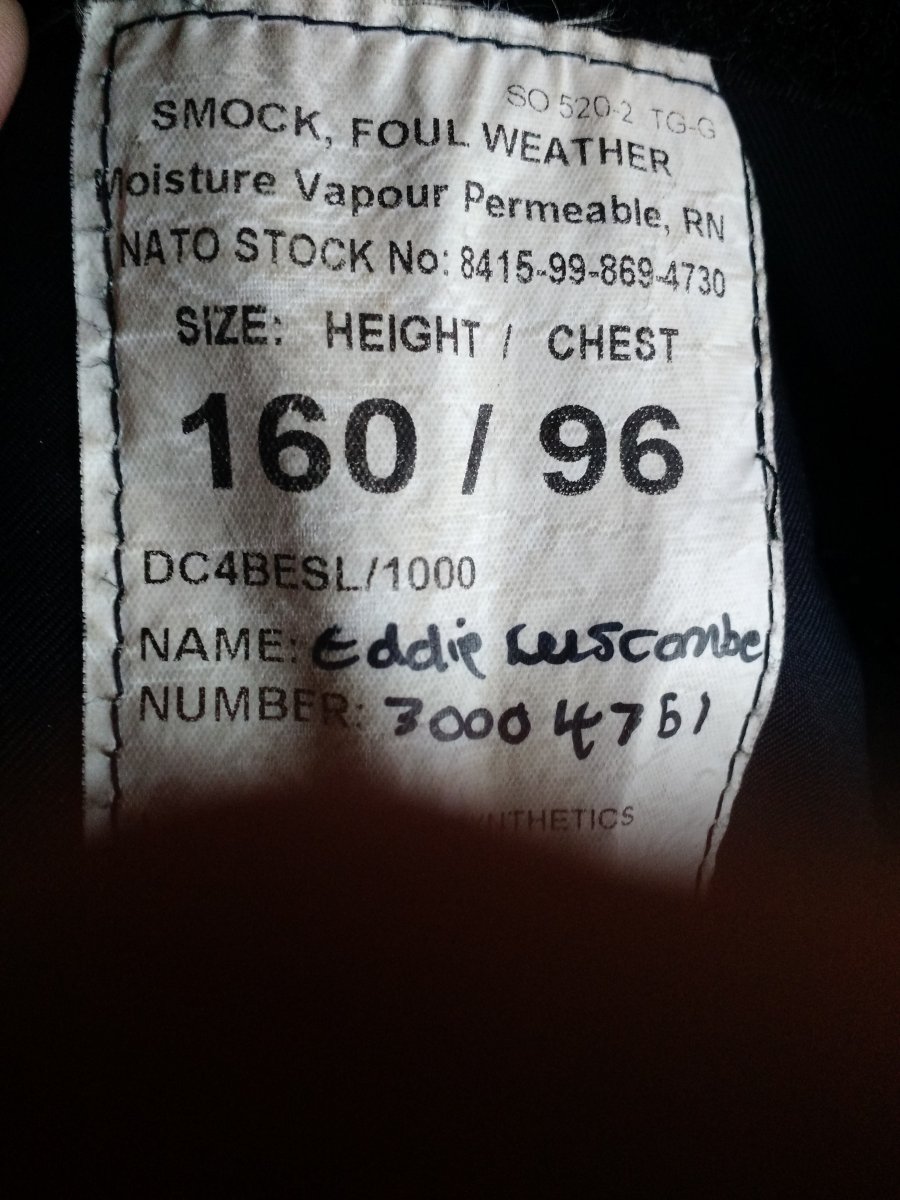 SO 520-2 TG-G
SMOCK, FOUL WEATHER
Moisture Vapour Permeable, RN
NATO STOCK No: 8415-99-869-4730
SIZE: HEIGHT / CHEST
160 / 96
DC4BESL/1000
NAME: Eddie Luscombe
NUMBER: 30004751